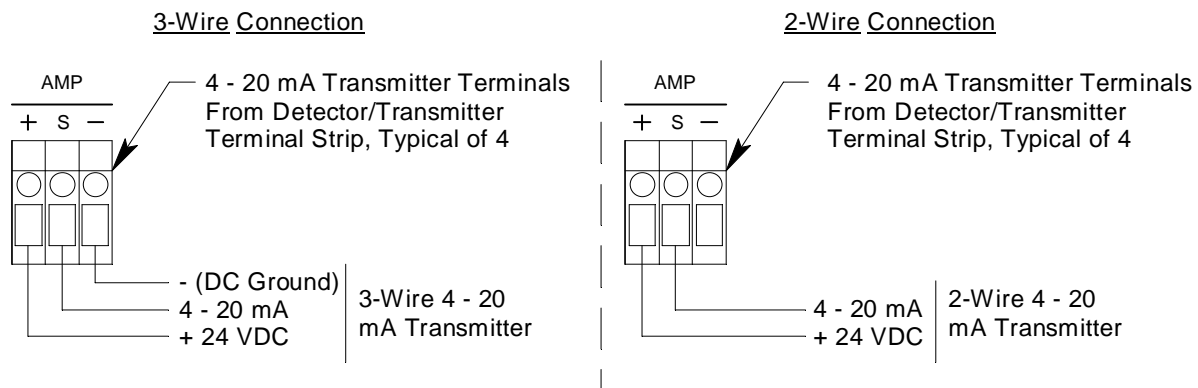 3-Wire Connection
AMP
+ S −
4 - 20 mA Transmitter Terminals
From Detector/Transmitter
Terminal Strip, Typical of 4
- (DC Ground)
4 - 20 mA
+ 24 VDC
3-Wire 4 - 20
mA Transmitter
2-Wire Connection
AMP
+ S −
4 - 20 mA Transmitter Terminals
From Detector/Transmitter
Terminal Strip, Typical of 4
4 - 20 mA
+ 24 VDC
2-Wire 4 - 20
mA Transmitter